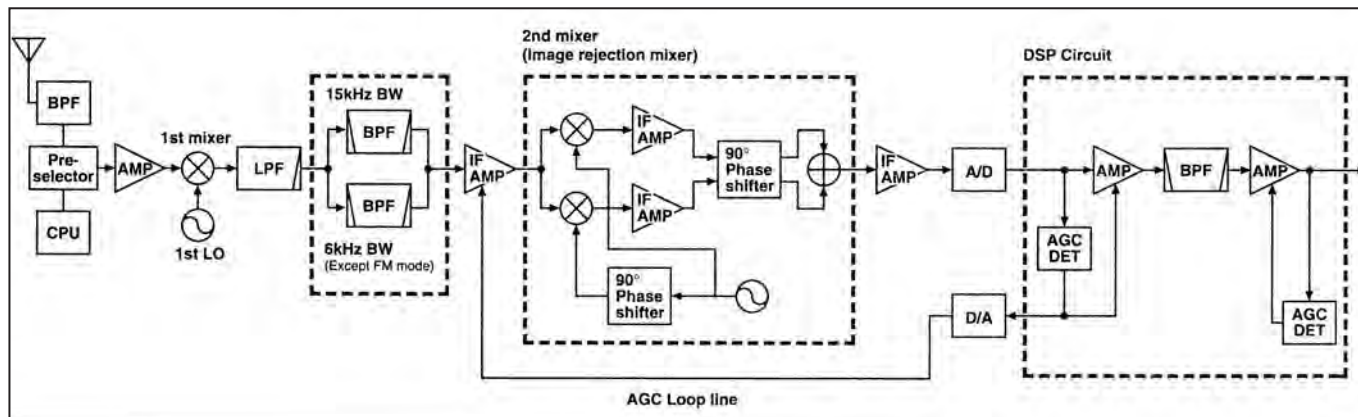 2nd mixer
(Image rejection mixer)
DSP Circuit
BPF
15kHz BW
BPF
1st mixer
Pre-
selector
AMP
LPF
BPF
CPU
1st LO
6kHz BW
(Except FM mode)
IF
AMP
IF
AMP
90°
Phase
shifter
IF
AMP
90°
Phase
shifter
IF
AMP
A/D
AMP
BPF
AMP
AGC
DET
D/A
AGC
DET
AGC Loop line